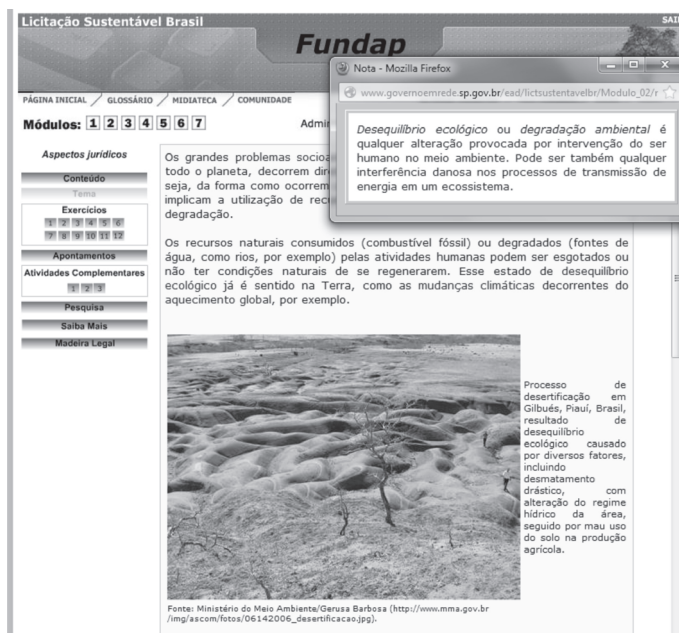 Licitação Sustentável Brasil
SAI
Fundap
Nota - Mozilla Firefox
www.governoemrede.sp.gov.br/ead/lictsustentavelbr/Modulo_02/r
Desequilíbrio ecológico ou degradação ambiental é
qualquer alteração provocada por intervenção do ser
humano no meio ambiente. Pode ser também qualquer
interferência danosa nos processos de transmissão de
energia em um ecossistema.
PÁGINA INICIAL / GLOSSÁRIO / MIDIATECA / COMUNIDADE
Módulos: 1 2 3 4 5 6 7
Admir
Aspectos jurídicos
Conteúdo
Tema
Exercícios
1 2 3 4 5 6
7 8 9 10 11 12
Apontamentos
Atividades Complementares
1 2 3
Pesquisa
Saiba Mais
Madeira Legal
Os grandes problemas socioa
todo o planeta, decorrem dir
seja, da forma como ocorrem
implicam a utilização de recu
degradação.
Os recursos naturais consumidos (combustível fóssil) ou degradados (fontes de
água, como rios, por exemplo) pelas atividades humanas podem ser esgotados ou
não ter condições naturais de se regenerarem. Esse estado de desequilíbrio
ecológico já é sentido na Terra, como as mudanças climáticas decorrentes do
aquecimento global, por exemplo.
Processo de
desertificação em
Gilbués, Piauí, Brasil,
resultado de
desequilíbrio
ecológico causado
por diversos fatores,
incluindo
desmatamento
drástico, com
alteração do regime
hídrico da área,
seguido por mau uso
do solo na produção
agrícola.
Fonte: Ministério do Meio Ambiente/Gerusa Barbosa (http://www.mma.gov.br
/img/ascom/fotos/06142006_desertificacao.jpg).